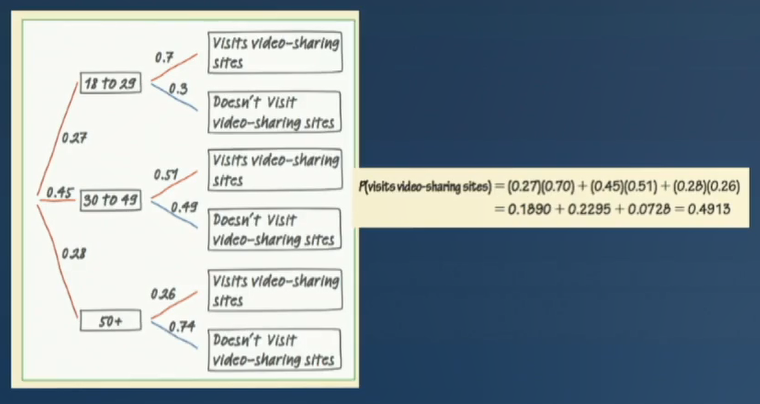 0.7
Visits video-sharing
sites
18 to 29
0.3
Doesn't Visit
video-sharing sites
0.27
0.51
Visits video-sharing
sites
0.45
30 to 49
0.49
Doesn't Visit
video-sharing sites
0.28
0.26
Visits video-sharing
sites
50+
0.74
Doesn't Visit
video-sharing sites
P(visits video-sharing sites) = (0.27)(0.70) + (0.45)(0.51) + (0.28)(0.26)
= 0.1890 + 0.2295 + 0.0728 = 0.4913